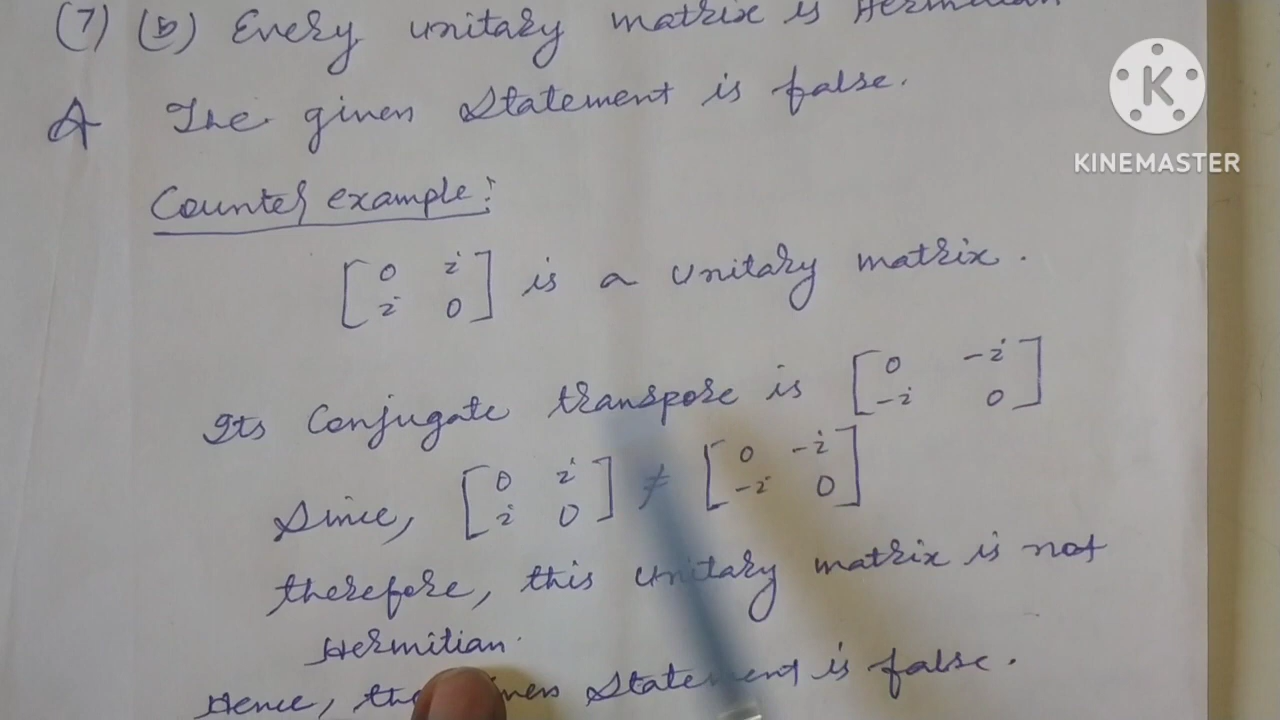 (7) (b) Every unitary matrix is Hermitian
A The given Statement is false.
Counter example:
[0 i
i 0] is a unitary matrix.
Its Conjugate transpose is [0 -i
-i 0]
Since, [0 i
i 0] ≠ [0 -i
-i 0]
therefore, this unitary matrix is not
Hermitian.
Hence, the given Statement is false.
K
KINEMASTER